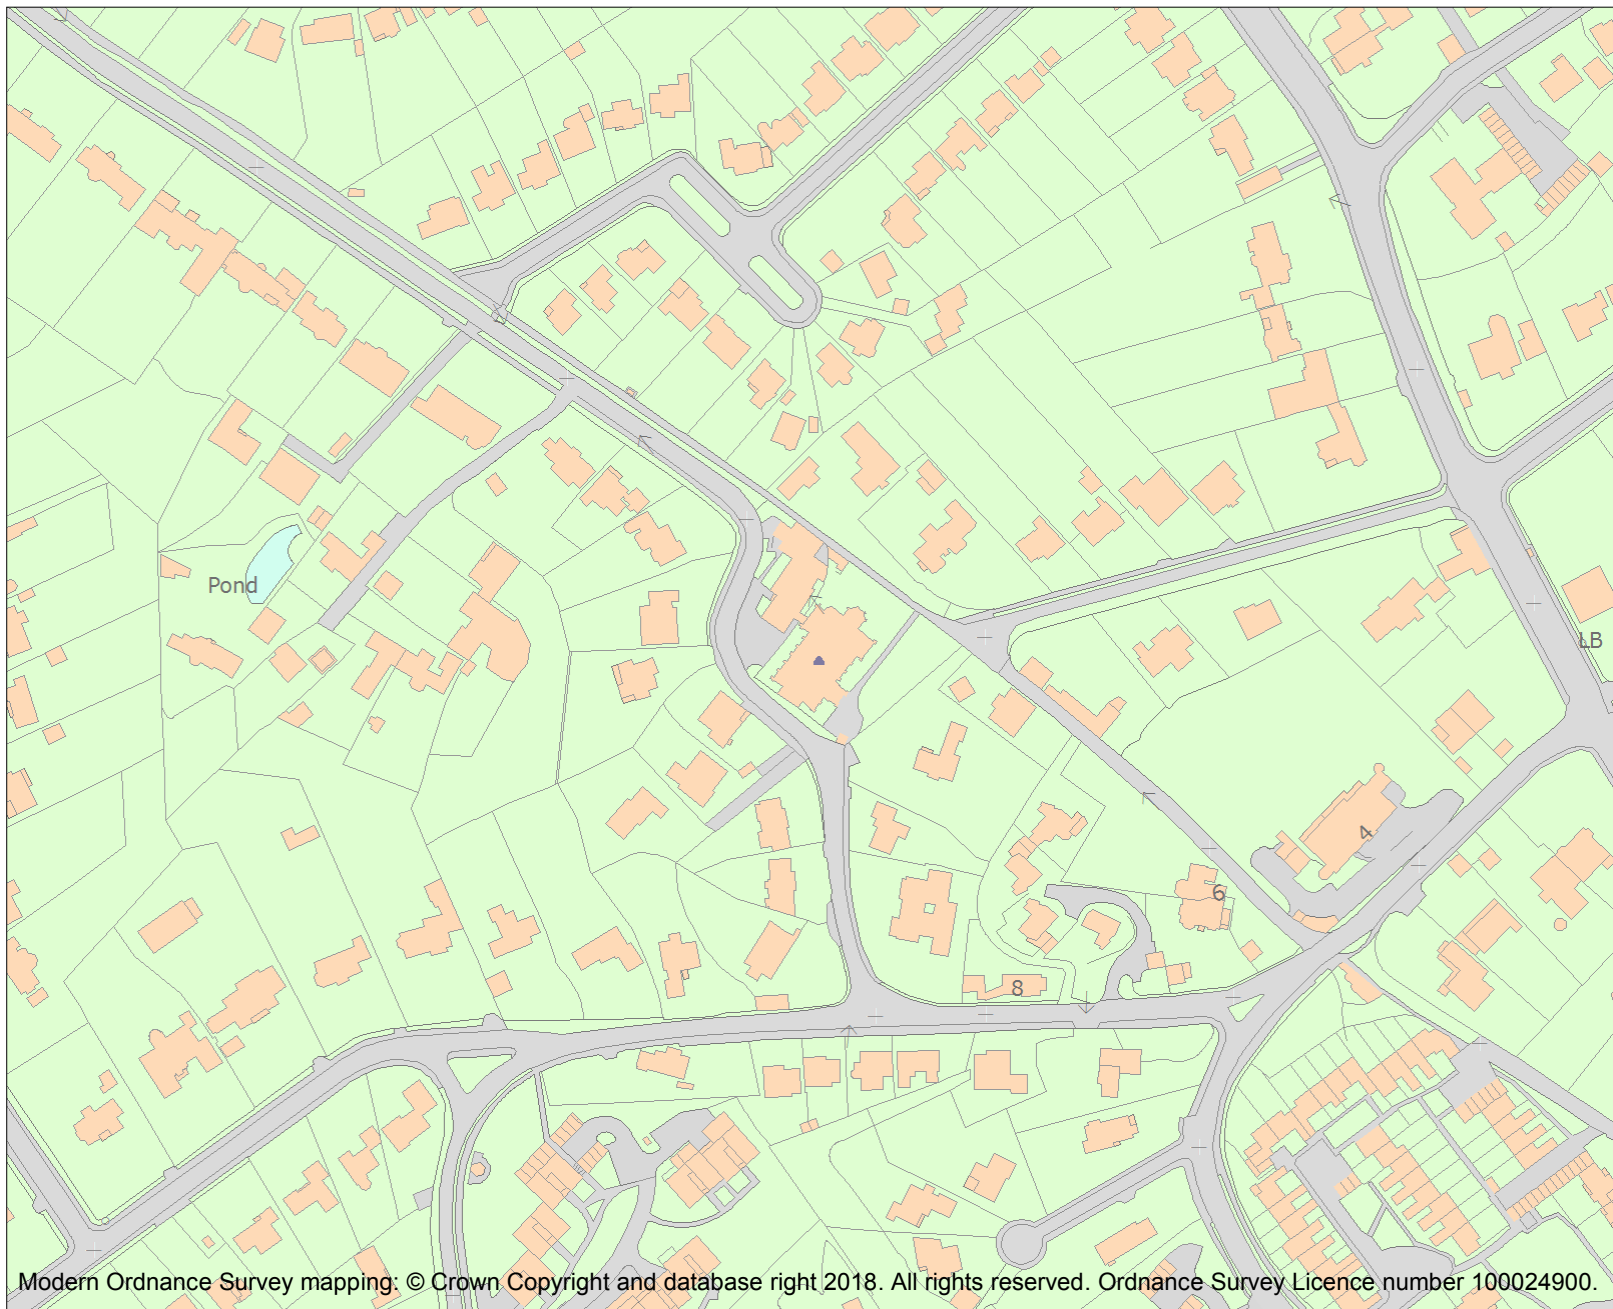 Pond
LB
4
6
8
Modern Ordnance Survey mapping: © Crown Copyright and database right 2018. All rights reserved. Ordnance Survey Licence number 100024900.